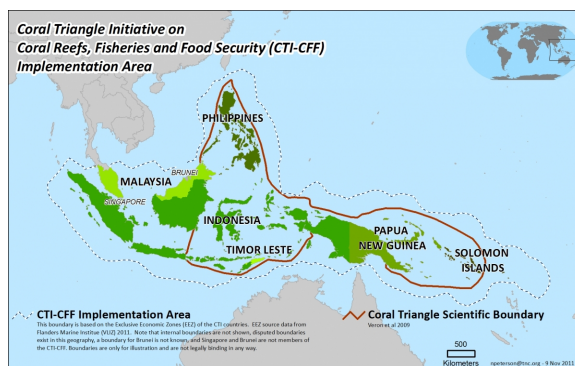 Coral Triangle Initiative on
Coral Reefs, Fisheries and Food Security (CTI-CFF)
Implementation Area
PHILIPPINES
BRUNEI
MALAYSIA
SINGAPORE
INDONESIA
PAPUA
NEW GUINEA
TIMOR LESTE
SOLOMON
ISLANDS
CTI-CFF Implementation Area
This boundary is based on the Exclusive Economic Zones (EEZ) of the CTI countries. EEZ source data from
Flanders Marine Institue (VLIZ) 2011. Note that internal boundaries are not shown, disputed boundaries
exist in this geography, a boundary for Brunei is not known, and Singapore and Brunei are not members of
the CTI-CFF. Boundaries are only for illustration and are not legally binding in any way.
Coral Triangle Scientific Boundary
Veron et al 2009
500
Kilometers
npeterson@tnc.org - 9 Nov 2011